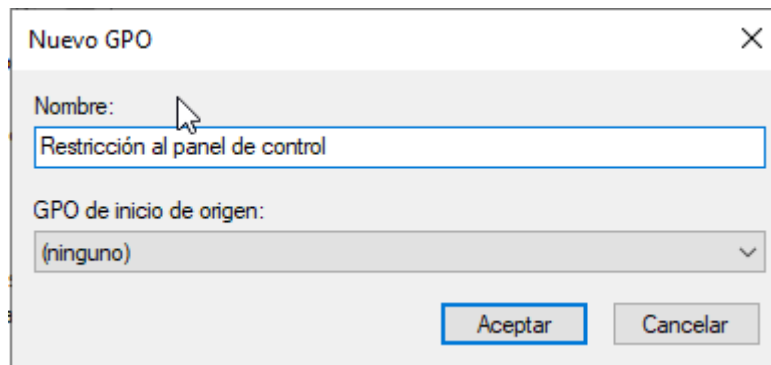 Nuevo GPO
Nombre:
Restricción al panel de control
GPO de inicio de origen:
(ninguno)
Aceptar
Cancelar